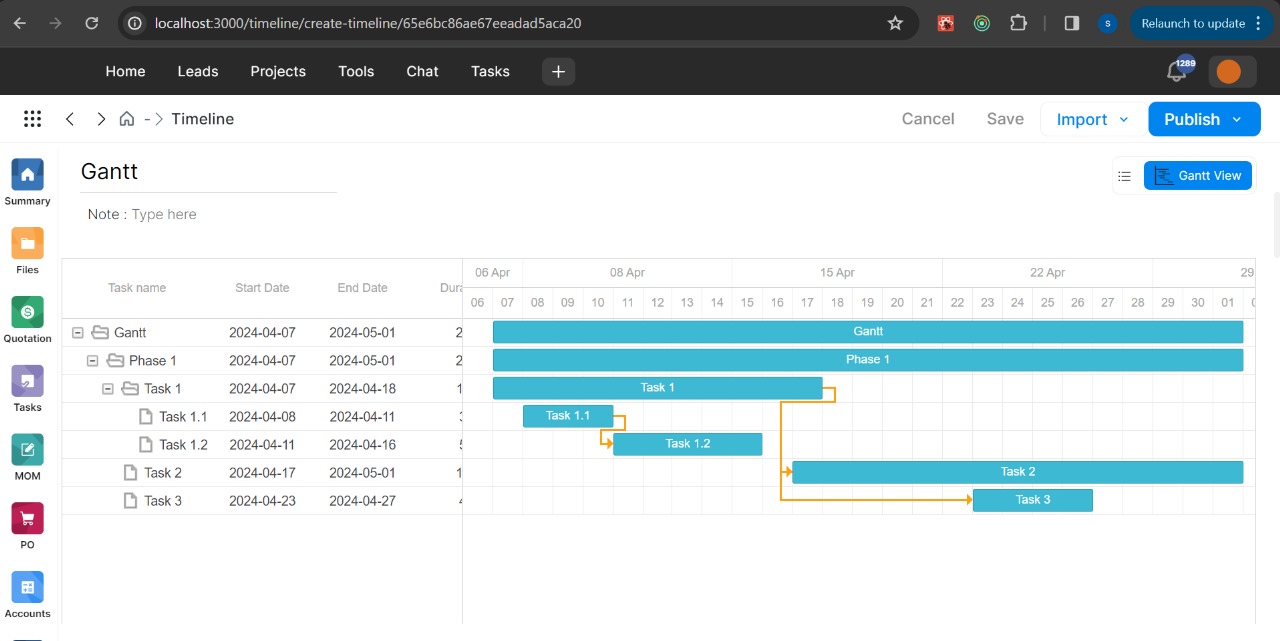 localhost:3000/timeline/create-timeline/65e6bc86ae67eeadad5aca20
S
Relaunch to update
Home Leads Projects Tools Chat Tasks +
1289
- > Timeline
Cancel Save Import Publish
Summary
Files
Quotation
Tasks
MOM
PO
Accounts
Gantt
Gantt View
Note : Type here
Task name Start Date End Date Dura
06 Apr 08 Apr 15 Apr 22 Apr 29
06 07 08 09 10 11 12 13 14 15 16 17 18 19 20 21 22 23 24 25 26 27 28 29 30 01
Gantt 2024-04-07 2024-05-01 2 Gantt
Phase 1 2024-04-07 2024-05-01 2 Phase 1
Task 1 2024-04-07 2024-04-18 1 Task 1
Task 1.1 2024-04-08 2024-04-11 Task 1.1
Task 1.2 2024-04-11 2024-04-16 Task 1.2
Task 2 2024-04-17 2024-05-01 1 Task 2
Task 3 2024-04-23 2024-04-27 Task 3